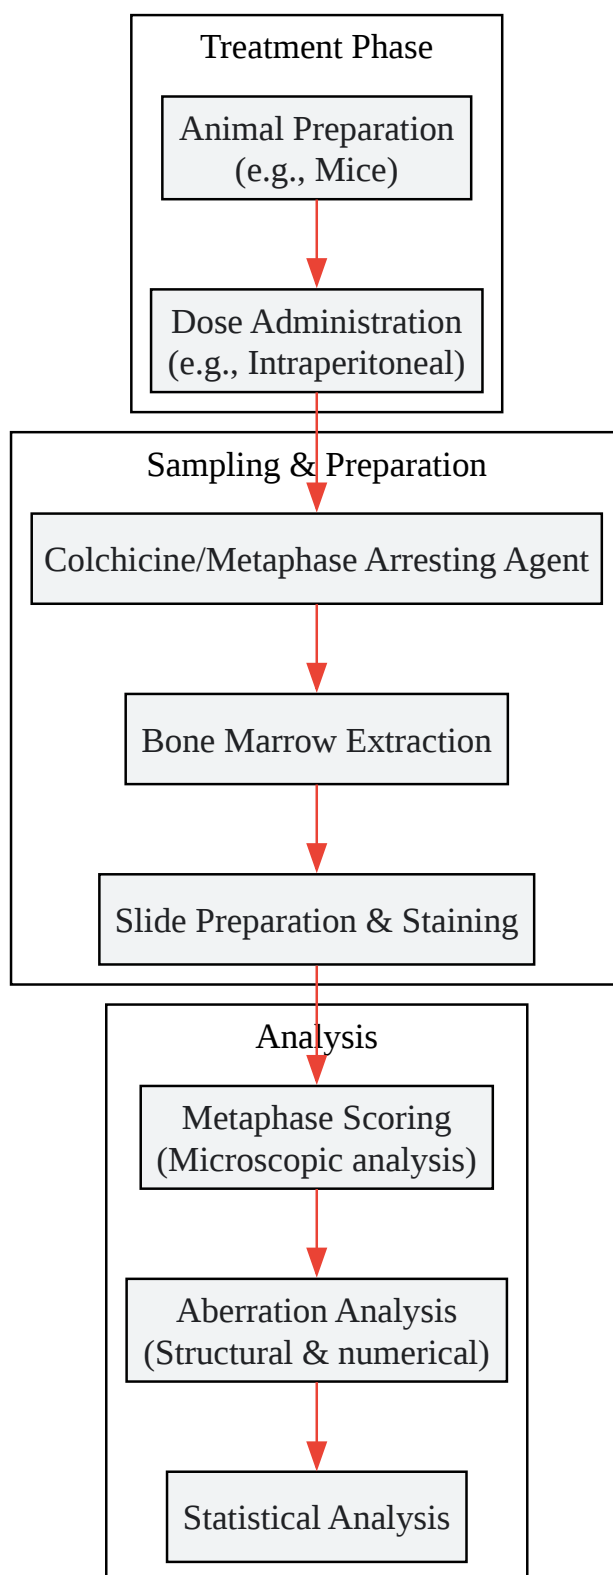 Treatment Phase
Animal Preparation
(e.g., Mice)
Dose Administration
(e.g., Intraperitoneal)
Sampling & Preparation
Colchicine/Metaphase Arresting Agent
Bone Marrow Extraction
Slide Preparation & Staining
Analysis
Metaphase Scoring
(Microscopic analysis)
Aberration Analysis
(Structural & numerical)
Statistical Analysis